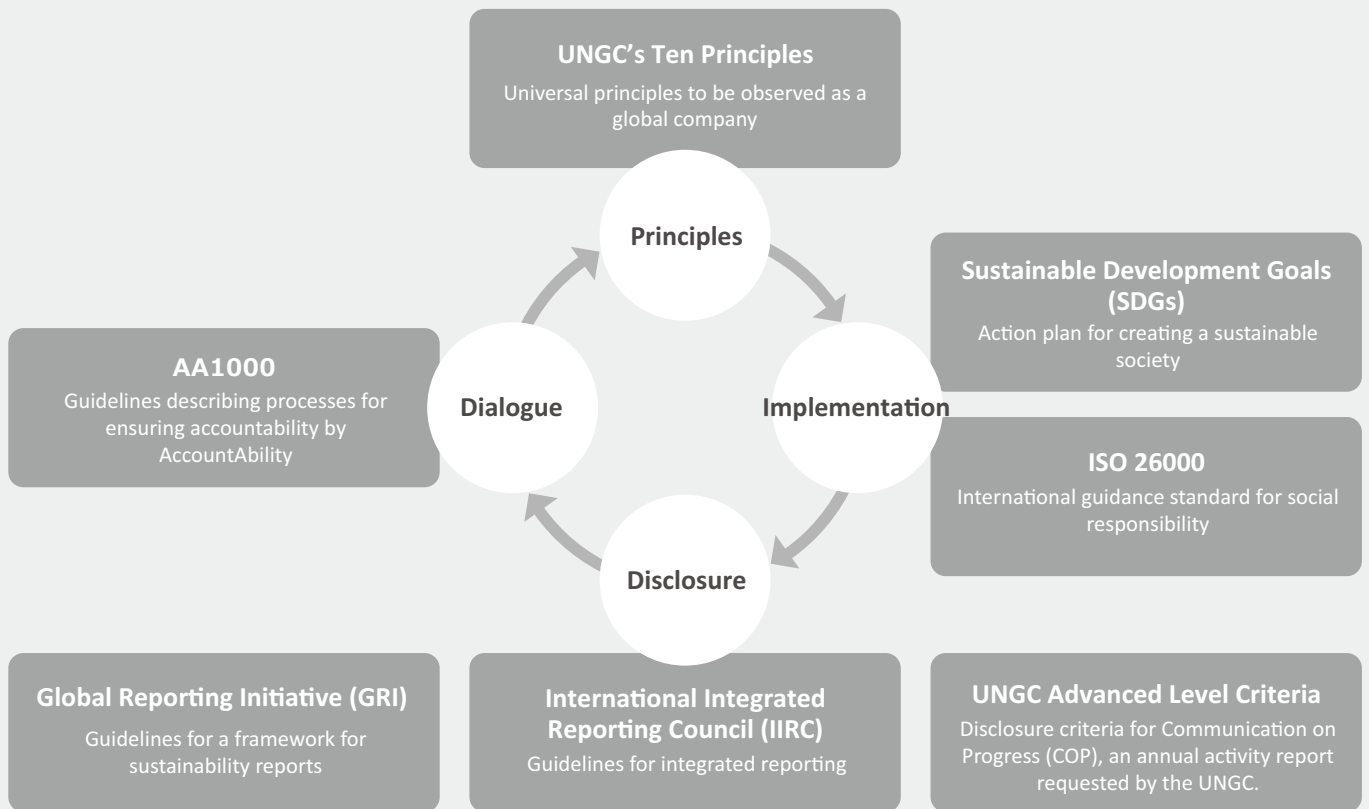 UNGC’s Ten Principles
Universal principles to be observed as a
global company
Principles
Sustainable Development Goals
(SDGs)
Action plan for creating a sustainable
society
AA1000
Guidelines describing processes for
ensuring accountability by
AccountAbility
Dialogue
Implementation
ISO 26000
International guidance standard for social
responsibility
Disclosure
Global Reporting Initiative (GRI)
Guidelines for a framework for
sustainability reports
International Integrated
Reporting Council (IIRC)
Guidelines for integrated reporting
UNGC Advanced Level Criteria
Disclosure criteria for Communication on
Progress (COP), an annual activity report
requested by the UNGC.